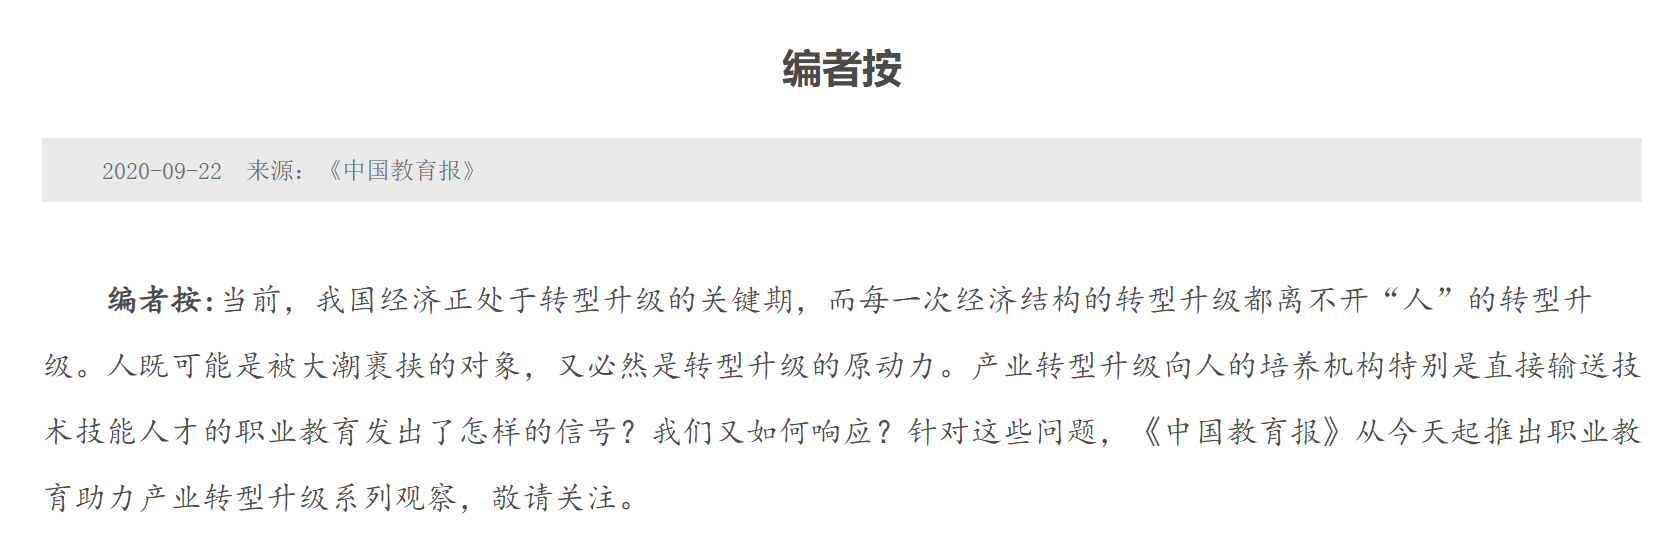 编者按
2020-09-22 来源：《中国教育报》
编者按:当前，我国经济正处于转型升级的关键期，而每一次经济结构的转型升级都离不开“人”的转型升
级。人既可能是被大潮裹挟的对象，又必然是转型升级的原动力。产业转型升级向人的培养机构特别是直接输送技
术技能人才的职业教育发出了怎样的信号？我们又如何响应？针对这些问题，《中国教育报》从今天起推出职业教
育助力产业转型升级系列观察，敬请关注。